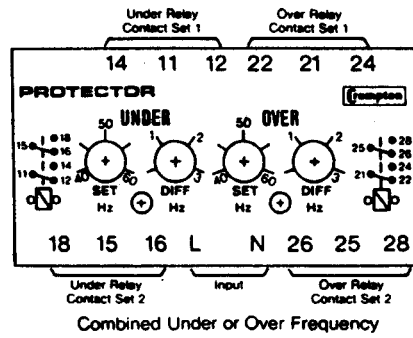 Under Relay Contact Set 1
Over Relay Contact Set 1
14 11 12 22 21 24
PROTECTOR
Crompton
UNDER
OVER
50
1 2
50
1 2
40 60
3
40 60
3
SET Hz
DIFF Hz
SET Hz
DIFF Hz
15 18 16
14
11 12
25 28 26
24
21 22
18 15 16 L N 26 25 28
Under Relay Contact Set 2
Input
Over Relay Contact Set 2
Combined Under or Over Frequency